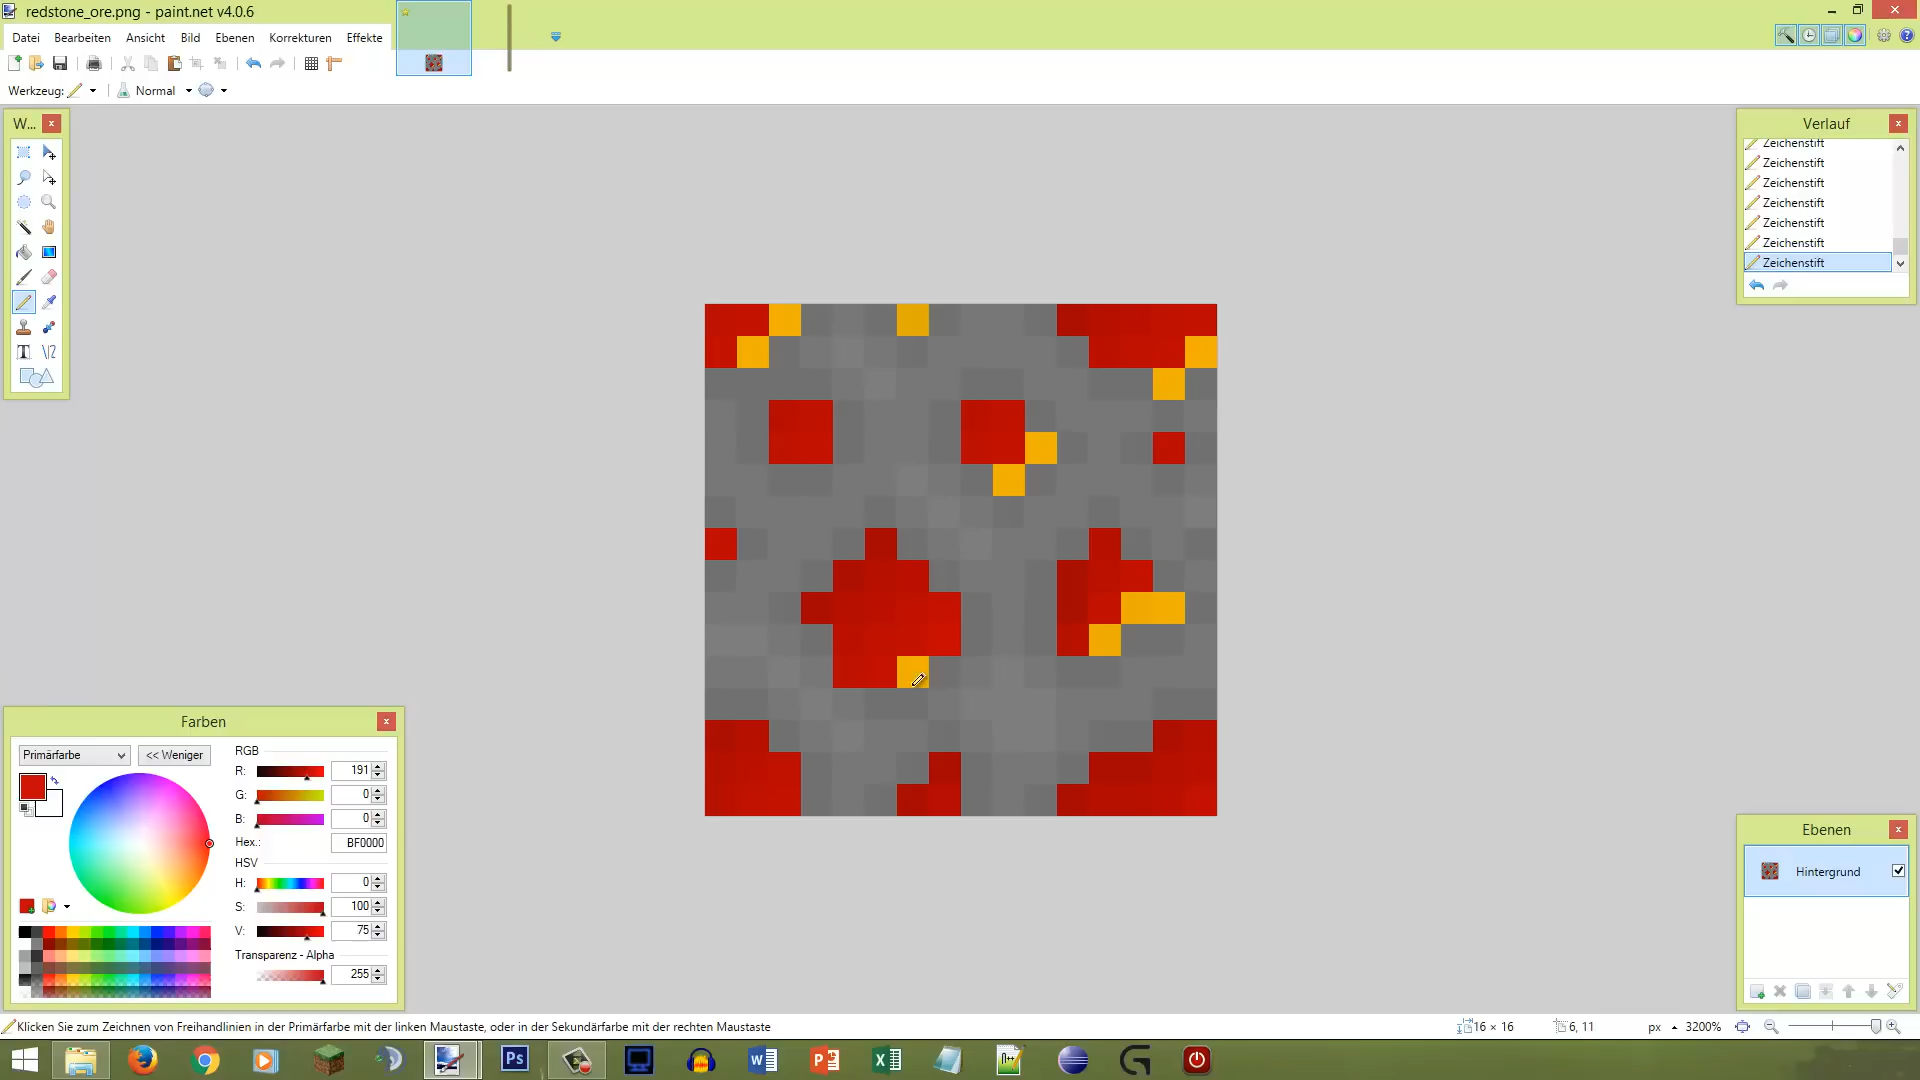 redstone_ore.png - paint.net v4.0.6
Datei Bearbeiten Ansicht Bild Ebenen Korrekturen Effekte
Werkzeug: Normal
W...
Verlauf
Zeichenstift
Zeichenstift
Zeichenstift
Zeichenstift
Zeichenstift
Zeichenstift
Zeichenstift
Farben
Primärfarbe << Weniger
RGB
R: 191
G: 0
B: 0
Hex.: BF0000
HSV
H: 0
S: 100
V: 75
Transparenz - Alpha
255
Ebenen
Hintergrund
Klicken Sie zum Zeichnen von Freihandlinien in der Primärfarbe mit der linken Maustaste, oder in der Sekundärfarbe mit der rechten Maustaste
16 × 16 6, 11 px 3200%
Ps